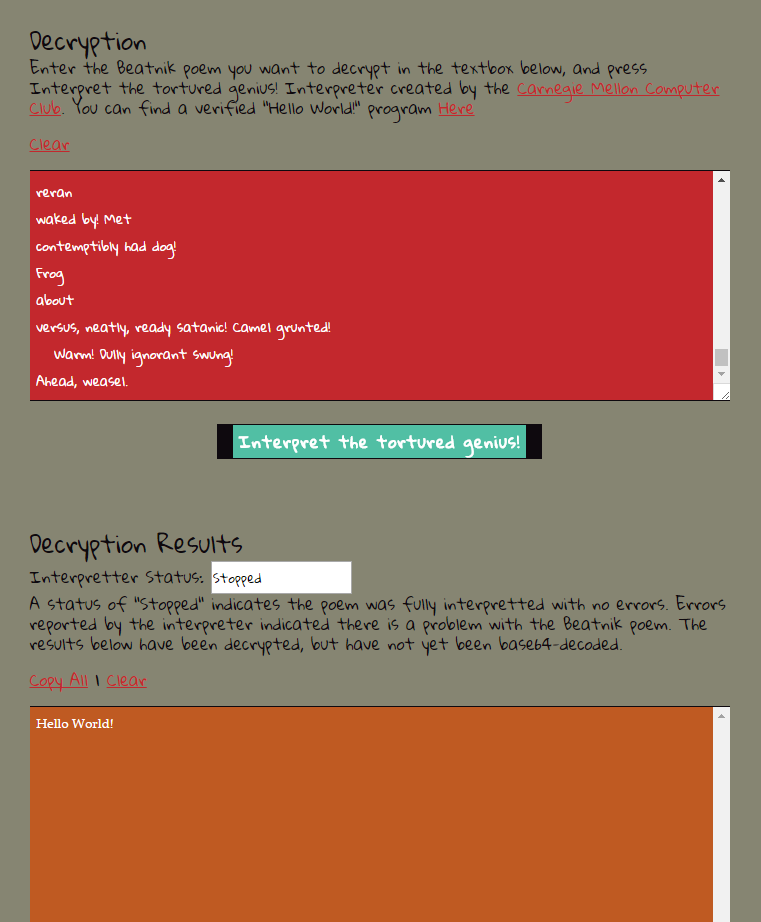 Decryption
Enter the Beatnik poem you want to decrypt in the textbox below, and press
Interpret the tortured genius! Interpreter created by the Carnegie Mellon Computer
Club. You can find a verified "Hello World!" program Here
Clear
reran
waked by! Met
contemptibly had dog!
Frog
about
versus, neatly, ready satanic! Camel grunted!
Warm! Dully ignorant swung!
Ahead, weasel.
Interpret the tortured genius!
Decryption Results
Interpretter Status: Stopped
A status of "Stopped" indicates the poem was fully interpretted with no errors. Errors
reported by the interpreter indicated there is a problem with the Beatnik poem. The
results below have been decrypted, but have not yet been base64-decoded.
Copy All | Clear
Hello World!